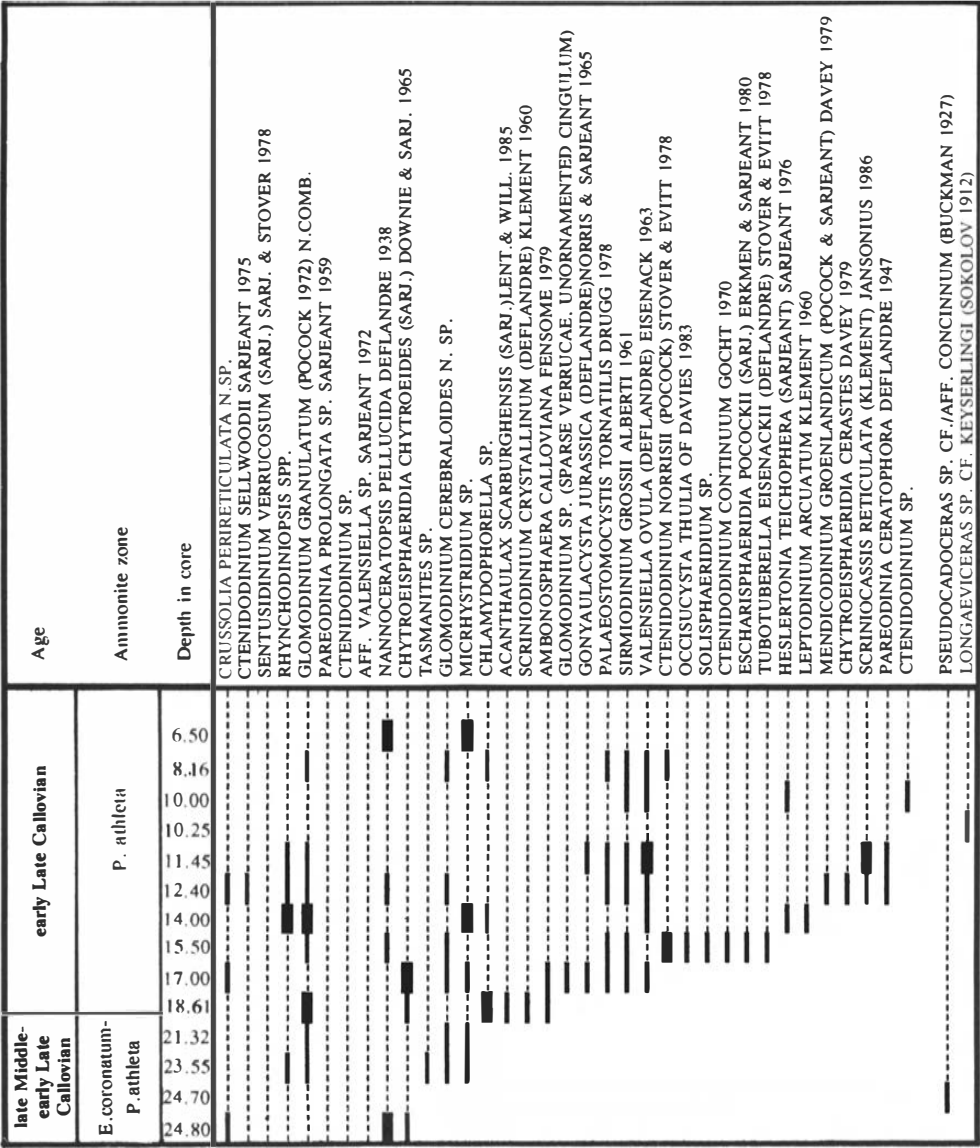 Age
Ammonite zone
Depth in core
CRUSSOLIA PERIRETICULATA N.SP.
CTENIDODINIUM SELLWOODII SARJEANT 1975
SENTUSIDINIUM VERRUCOSUM (SARJ.) SARJ. & STOVER 1978
RHYNCHODINIOPSIS SPP.
GLOMODINIUM GRANULATUM (POCOCK 1972) N.COMB.
PAREODINIA PROLONGATA SP. SARJEANT 1959
CTENIDODINIUM SP.
AFF. VALENSIELLA SP. SARJEANT 1972
NANNOCERATOPSIS PELLUCIDA DEFLANDRE 1938
CHYTROEISPHAERIDIA CHYTROEIDES (SARJ.) DOWNIE & SARJ. 1965
TASMANITES SP.
GLOMODINIUM CEREBRALOIDES N. SP.
MICRHYSTRIDIUM SP.
CHLAMYDOPHORELLA SP.
ACANTHAULAX SCARBURGHENSIS (SARJ.)LENT.& WILL. 1985
SCRINIODINIUM CRYSTALLINUM (DEFLANDRE) KLEMENT 1960
AMBONOSPHAERA CALLOVIANA FENSOME 1979
GLOMODINIUM SP. (SPARSE VERRUCAE. UNORNAMENTED CINGULUM)
GONYAULACYSTA JURASSICA (DEFLANDRE)NORRIS & SARJEANT 1965
PALAEOSTOMOCYSTIS TORNATILIS DRUGG 1978
SIRMIODINIUM GROSSII ALBERTI 1961
VALENSIELLA OVULA (DEFLANDRE) EISENACK 1963
CTENIDODINIUM NORRISII (POCOCK) STOVER & EVITT 1978
OCCISUCYSTA THULIA OF DAVIES 1983
SOLISPHAERIDIUM SP.
CTENIDODINIUM CONTINUUM GOCHT 1970
ESCHARISPHAERIDIA POCOCKII (SARJ.) ERKMEN & SARJEANT 1980
TUBOTUBERELLA EISENACKII (DEFLANDRE) STOVER & EVITT 1978
HESLERTONIA TEICHOPHERA (SARJEANT) SARJEANT 1976
LEPTODINIUM ARCUATUM KLEMENT 1960
MENDICODINIUM GROENLANDICUM (POCOCK & SARJEANT) DAVEY 1979
CHYTROEISPHAERIDIA CERASTES DAVEY 1979
SCRINIOCASSIS RETICULATA (KLEMENT) JANSONIUS 1986
PAREODINIA CERATOPHORA DEFLANDRE 1947
CTENIDODINIUM SP.
PSEUDOCADOCERAS SP. CF./AFF. CONCINNUM (BUCKMAN 1927)
LONGAEVICERAS SP. CF. KEYSERLINGI (SOKOLOV 1912)
early Late Callovian
P. athleta
6.50
8.16
10.00
10.25
11.45
12.40
14.00
15.50
17.00
18.61
late Middle-
early Late
Callovian
E.coronatum-
P.athleta
21.32
23.55
24.70
24.80